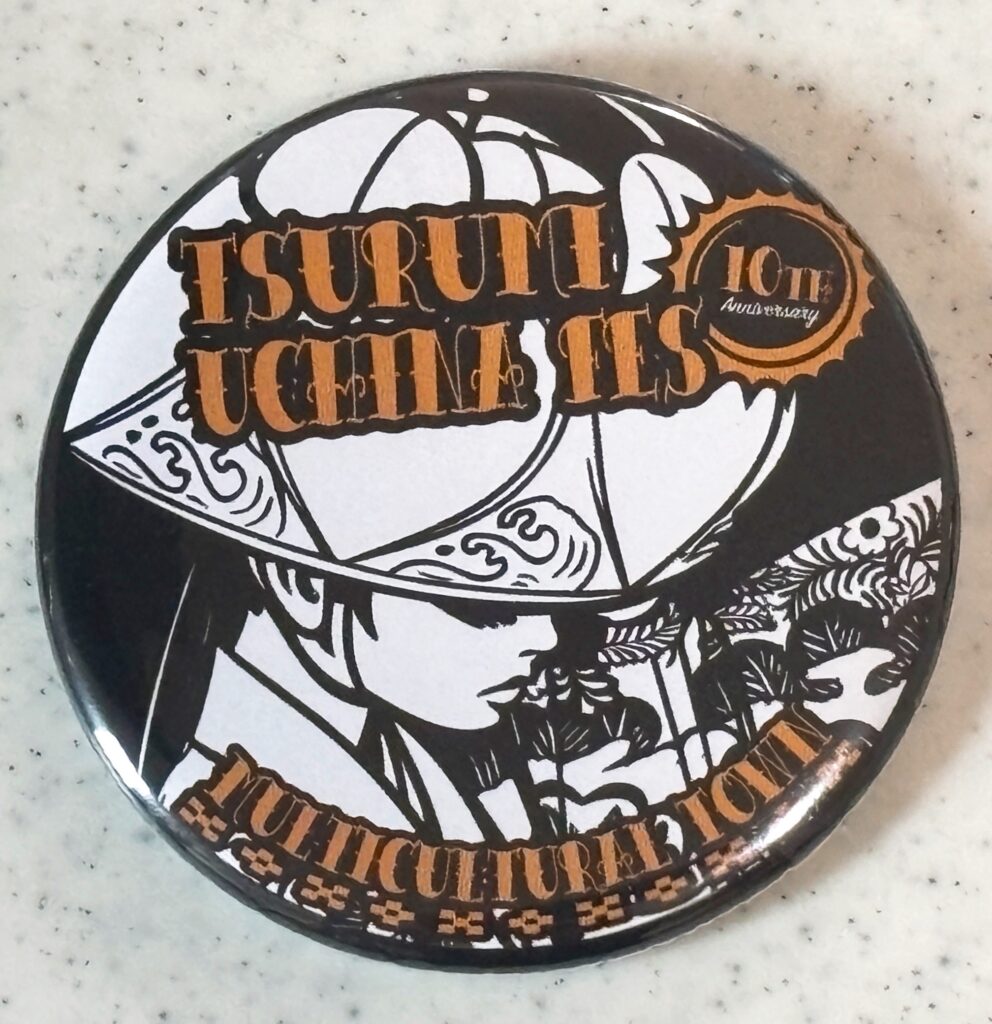 TSURUMI
UCHINA FES
10TH
Anniversary
MULTICULTURAL TOWN